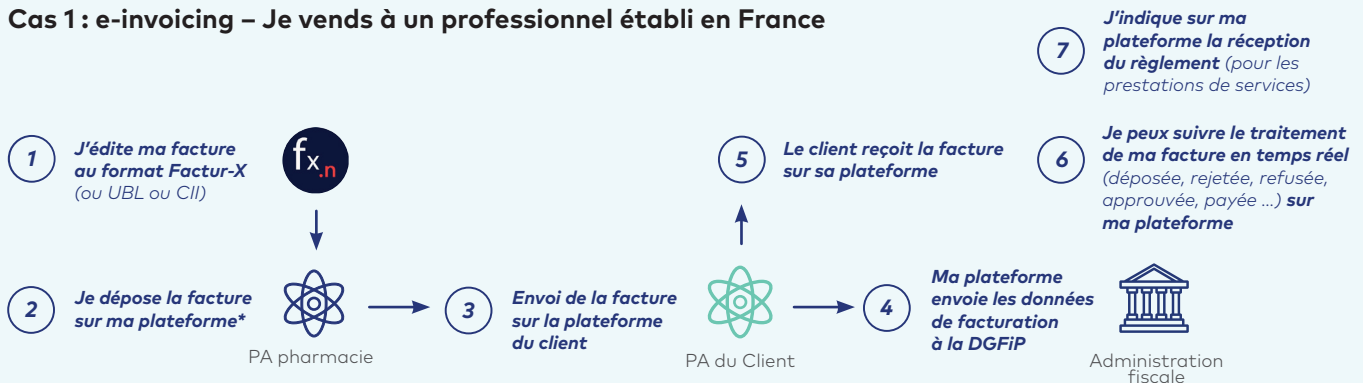 Cas 1 : e-invoicing – Je vends à un professionnel établi en France
1
J'édite ma facture
au format Factur-X
(ou UBL ou CII)
fx.n
2
Je dépose la facture
sur ma plateforme*
PA pharmacie
3
Envoi de la facture
sur la plateforme
du client
PA du Client
4
Ma plateforme
envoie les données
de facturation
à la DGFiP
Administration
fiscale
5
Le client reçoit la facture
sur sa plateforme
6
Je peux suivre le traitement
de ma facture en temps réel
(déposée, rejetée, refusée,
approuvée, payée ...) sur
ma plateforme
7
J'indique sur ma
plateforme la réception
du règlement (pour les
prestations de services)